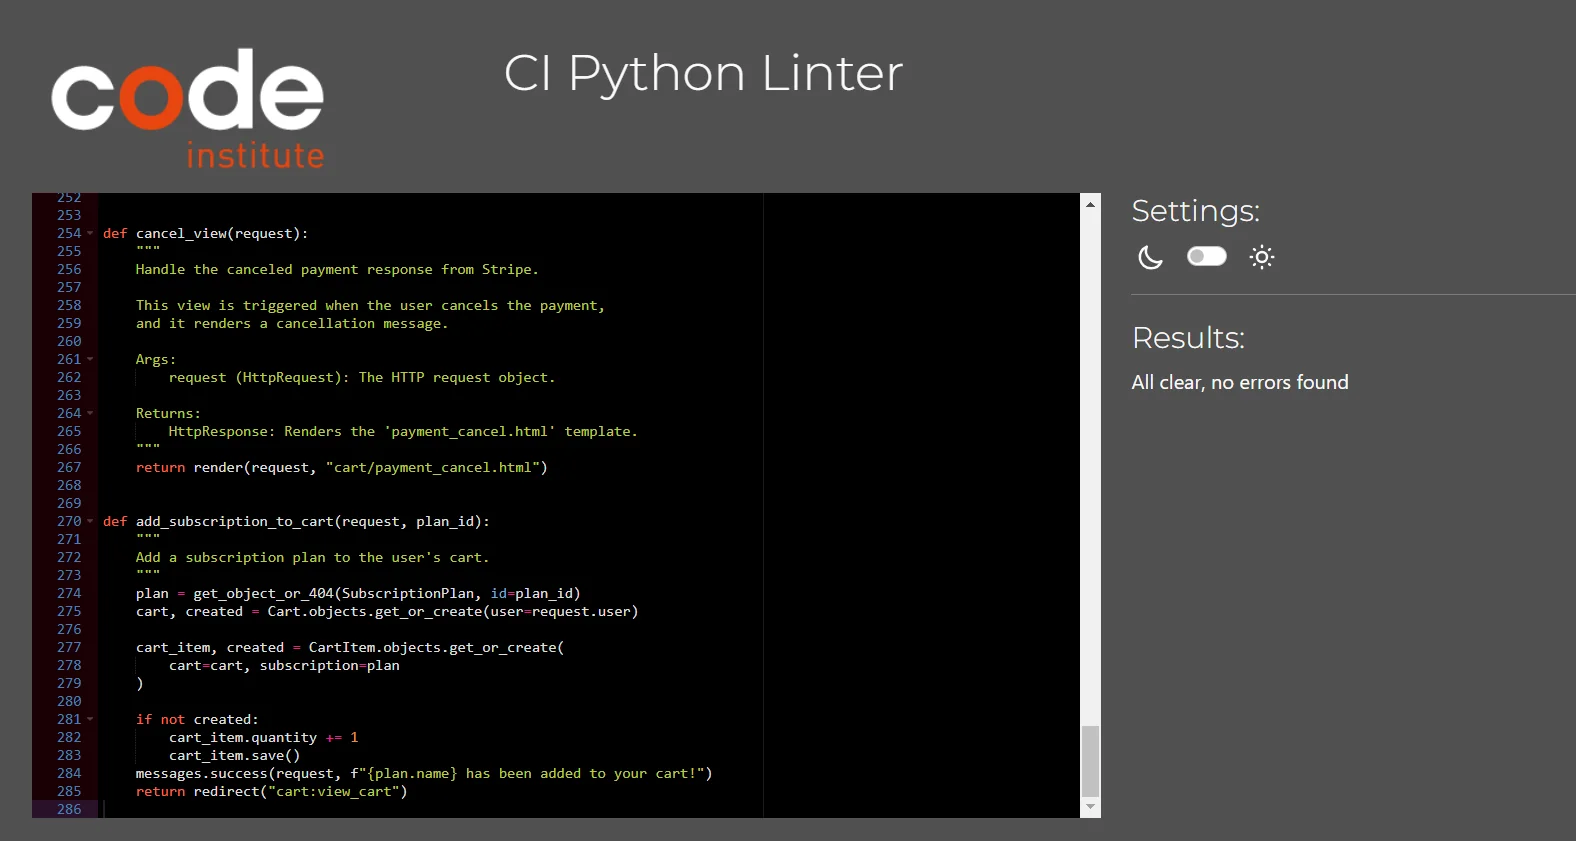 code
institute
CI Python Linter
252
253
254 def cancel_view(request):
255 """
256 Handle the canceled payment response from Stripe.
257
258 This view is triggered when the user cancels the payment,
259 and it renders a cancellation message.
260
261 Args:
262 request (HttpRequest): The HTTP request object.
263
264 Returns:
265 HttpResponse: Renders the 'payment_cancel.html' template.
266 """
267 return render(request, "cart/payment_cancel.html")
268
269
270 def add_subscription_to_cart(request, plan_id):
271 """
272 Add a subscription plan to the user's cart.
273 """
274 plan = get_object_or_404(SubscriptionPlan, id=plan_id)
275 cart, created = Cart.objects.get_or_create(user=request.user)
276
277 cart_item, created = CartItem.objects.get_or_create(
278 cart=cart, subscription=plan
279 )
280
281 if not created:
282 cart_item.quantity += 1
283 cart_item.save()
284 messages.success(request, f"{plan.name} has been added to your cart!")
285 return redirect("cart:view_cart")
286
Settings:
Results:
All clear, no errors found